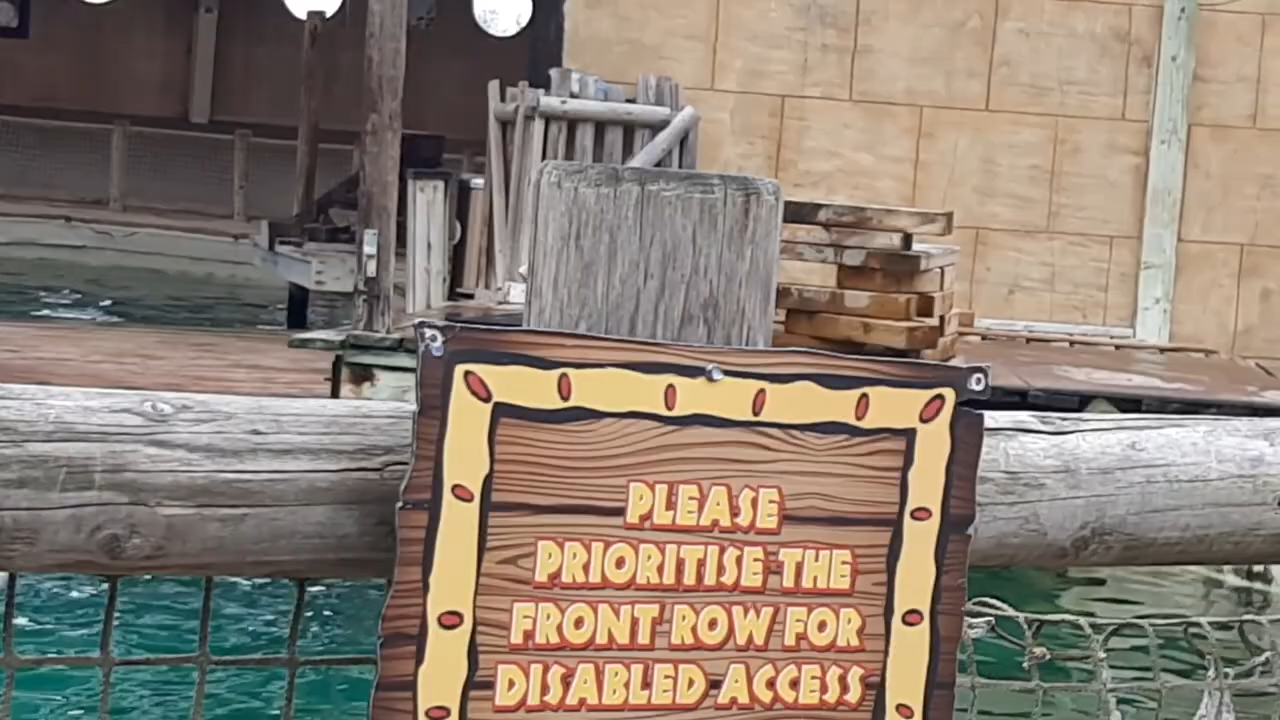 PLEASE
PRIORITISE THE
FRONT ROW FOR
DISABLED ACCESS